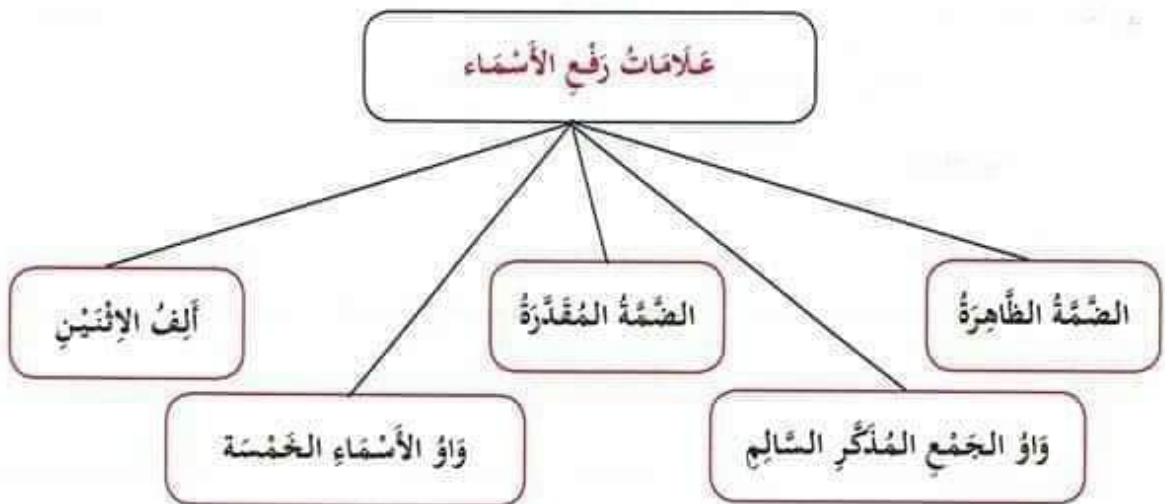 عَلَامَاتُ رَفْعِ الأَسْمَاء
الضَّمَّةُ الظَّاهِرَةُ
الضَّمَّةُ المُقَدَّرَةُ
أَلِفُ الاِثْنَيْنِ
وَاوُ الجَمْعِ المُذَكَّرِ السَّالِمِ
وَاوُ الأَسْمَاءِ الخَمْسَة